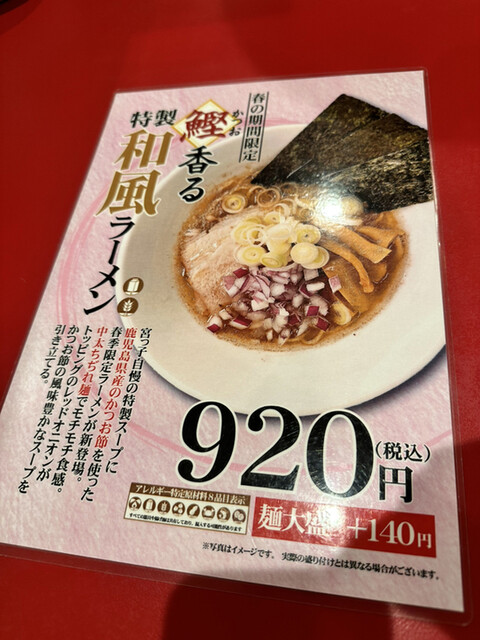 春の期間限定
鰹香る
かつお
特製
和風
ラーメン
宮っ子自慢の特製スープに
鹿児島県産のかつお節を使った
春季限定ラーメンが新登場。
中太ちぢれ麺でモチモチ食感。
トッピングのレッドオニオンが
かつお節の風味豊かなスープを
引き立てる。
920円
(税込)
アレルギー特定原材料8品目表示
麺大盛 +140円
※写真はイメージです。 実際の盛り付けとは異なる場合がございます。